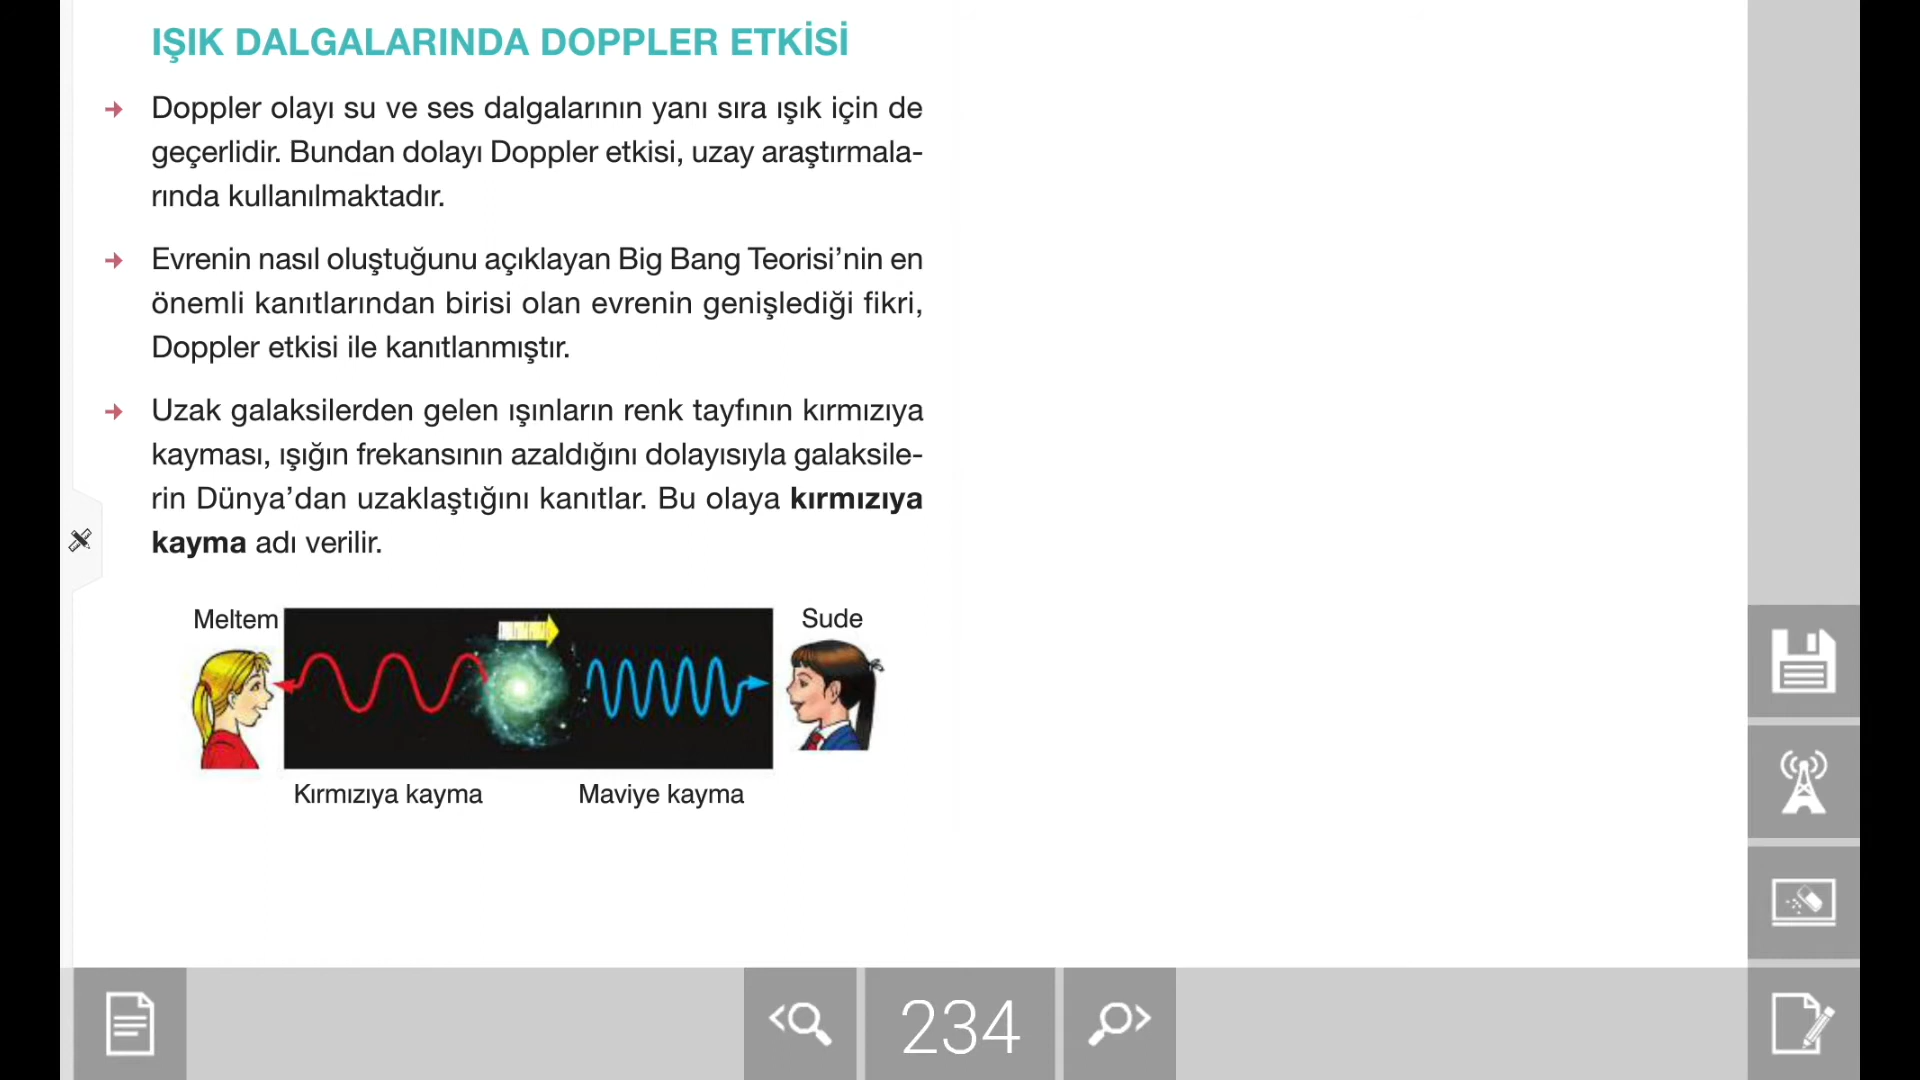 IŞIK DALGALARINDA DOPPLER ETKİSİ
Doppler olayı su ve ses dalgalarının yanı sıra ışık için de
geçerlidir. Bundan dolayı Doppler etkisi, uzay araştırmala-
rında kullanılmaktadır.
Evrenin nasıl oluştuğunu açıklayan Big Bang Teorisi’nin en
önemli kanıtlarından birisi olan evrenin genişlediği fikri,
Doppler etkisi ile kanıtlanmıştır.
Uzak galaksilerden gelen ışınların renk tayfının kırmızıya
kayması, ışığın frekansının azaldığını dolayısıyla galaksile-
rin Dünya’dan uzaklaştığını kanıtlar. Bu olaya kırmızıya
kayma adı verilir.
Meltem
Sude
Kırmızıya kayma
Maviye kayma
234